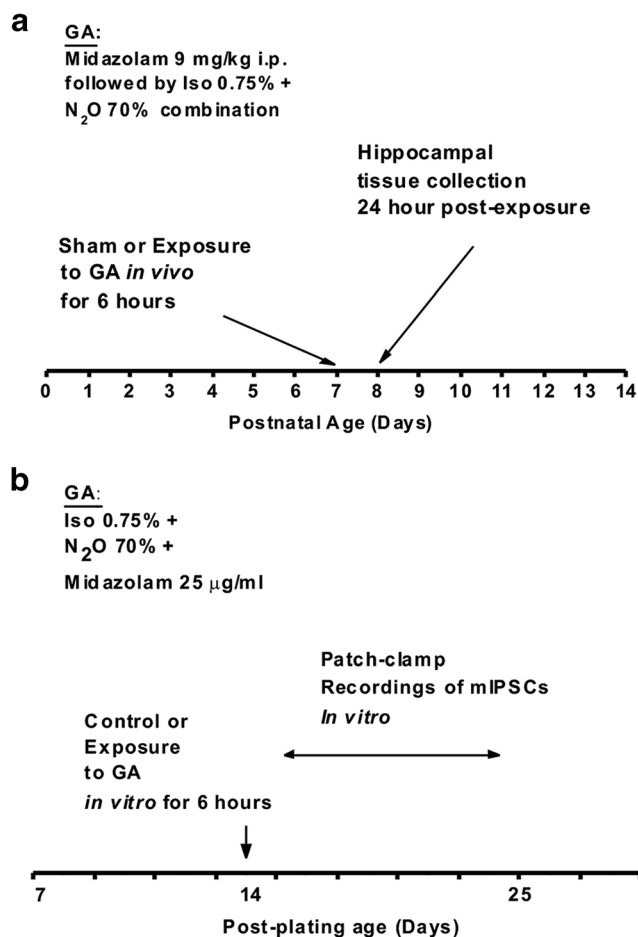 a
GA:
Midazolam 9 mg/kg i.p.
followed by Iso 0.75% +
N2O 70% combination
Hippocampal
tissue collection
24 hour post-exposure
Sham or Exposure
to GA in vivo
for 6 hours
0 1 2 3 4 5 6 7 8 9 10 11 12 13 14
Postnatal Age (Days)
b
GA:
Iso 0.75% +
N2O 70% +
Midazolam 25 μg/ml
Patch-clamp
Recordings of mIPSCs
In vitro
Control or
Exposure
to GA
in vitro for 6 hours
7 14 25
Post-plating age (Days)